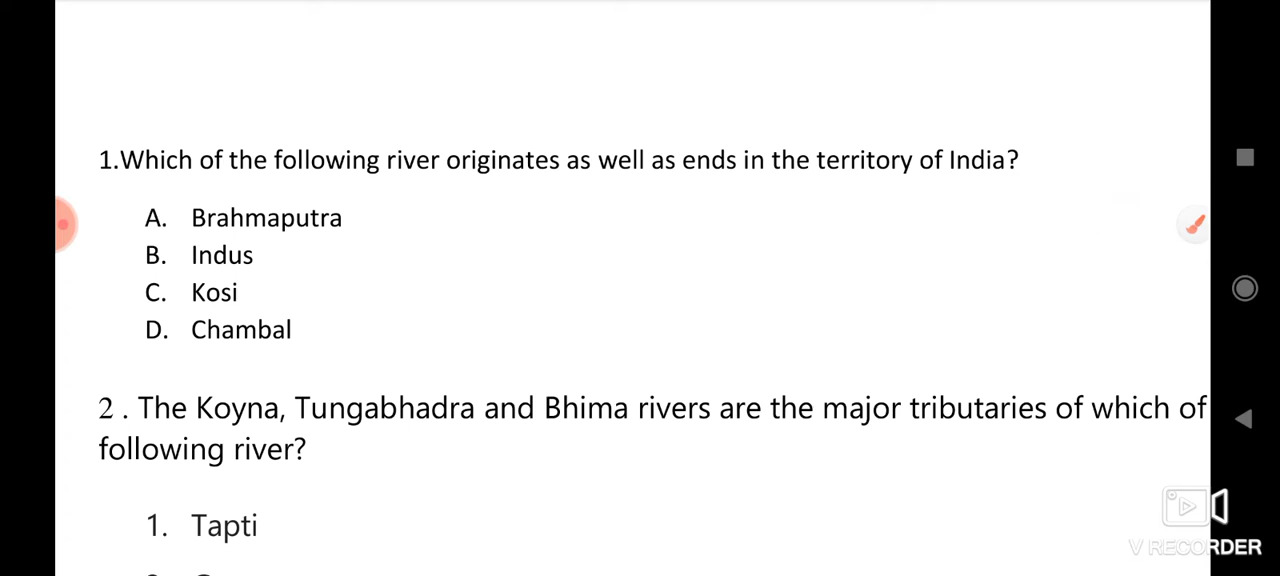 1.Which of the following river originates as well as ends in the territory of India?
A. Brahmaputra
B. Indus
C. Kosi
D. Chambal
2 . The Koyna, Tungabhadra and Bhima rivers are the major tributaries of which of
following river?
1. Tapti
V RECORDER